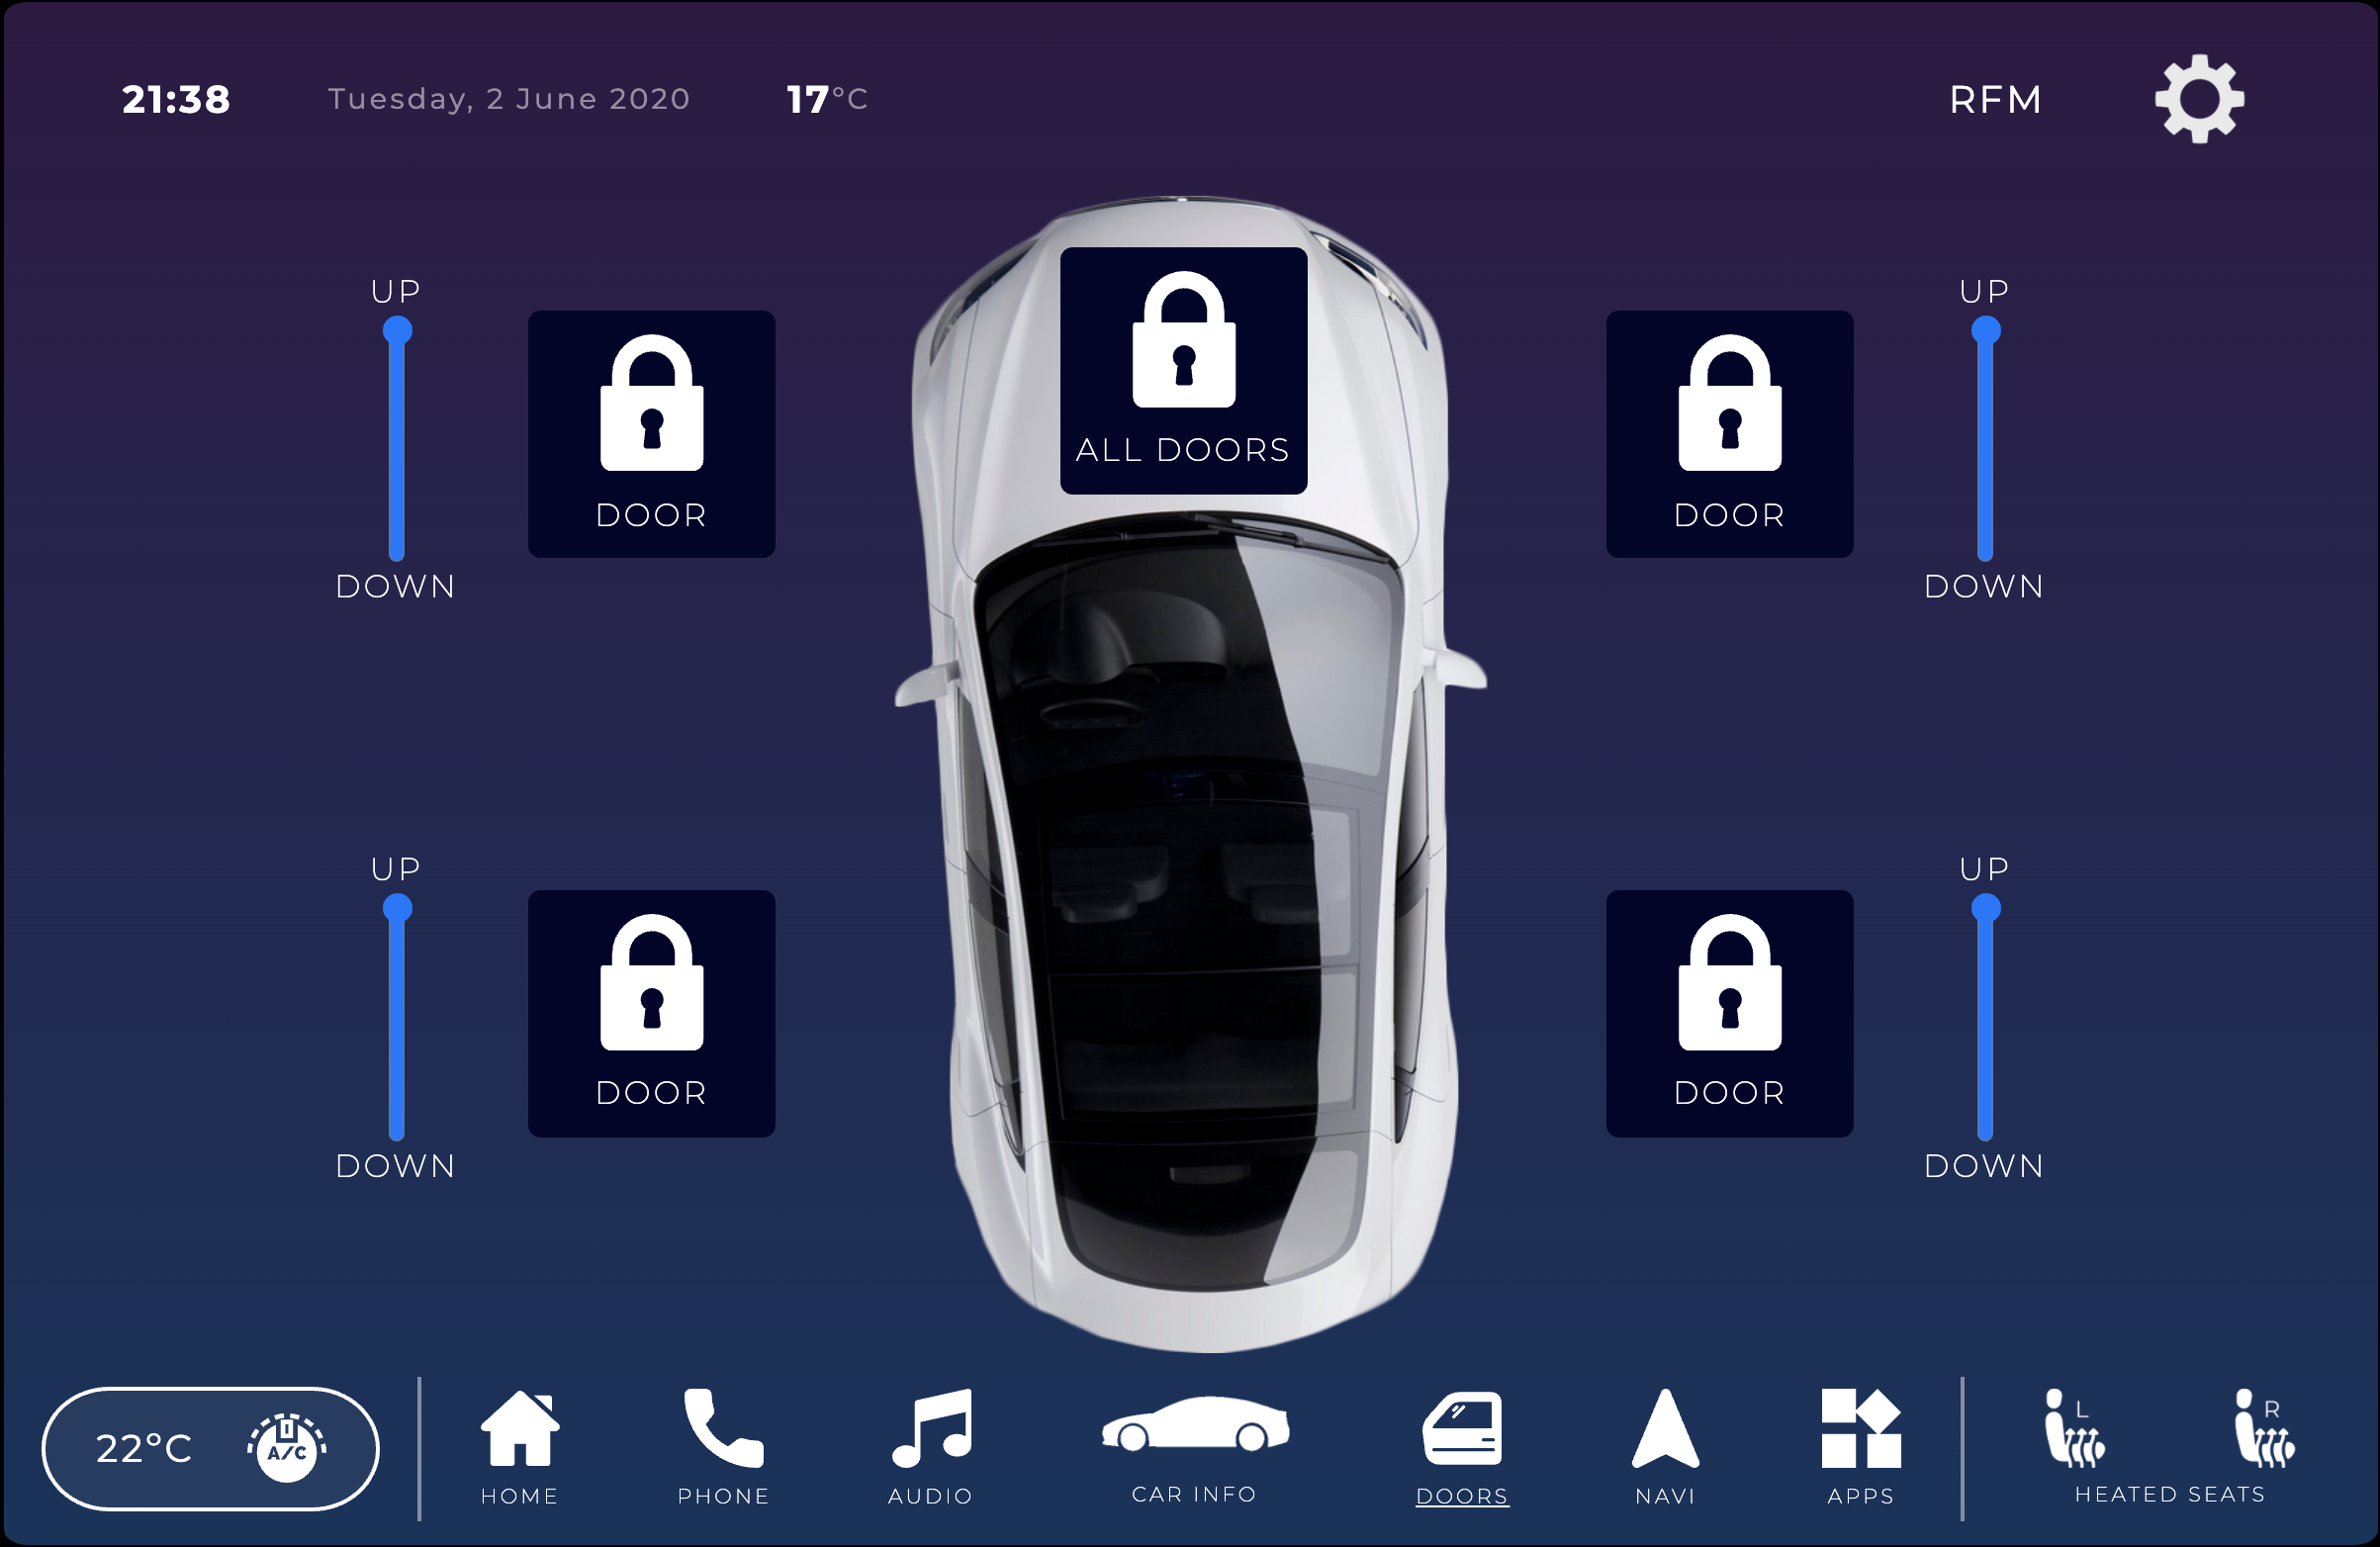 21:38 Tuesday, 2 June 2020 17°C RFM
UP
UP
ALL DOORS
DOOR
DOOR
DOWN
DOWN
UP
UP
DOOR
DOOR
DOWN
DOWN
22°C A/C
L R
HOME PHONE AUDIO CAR INFO DOORS NAVI APPS HEATED SEATS